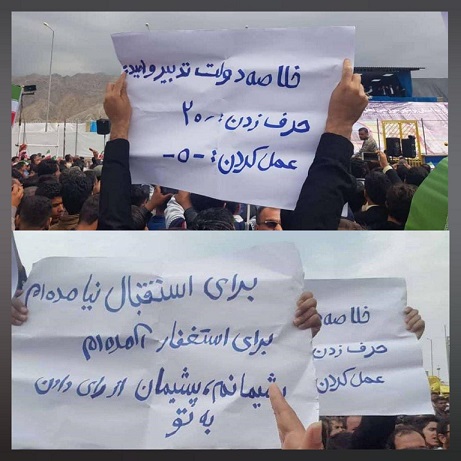 خلاصه دولت تدبیر و امید:
حرف زدن: ۲۰
عمل کردن: -۰-
برای استقبال نیامده‌ام
برای استغفار آمده‌ام
پشیمانم، پشیمان از رای دادن
به تو
خلاصه
حرف زدن
عمل کردن